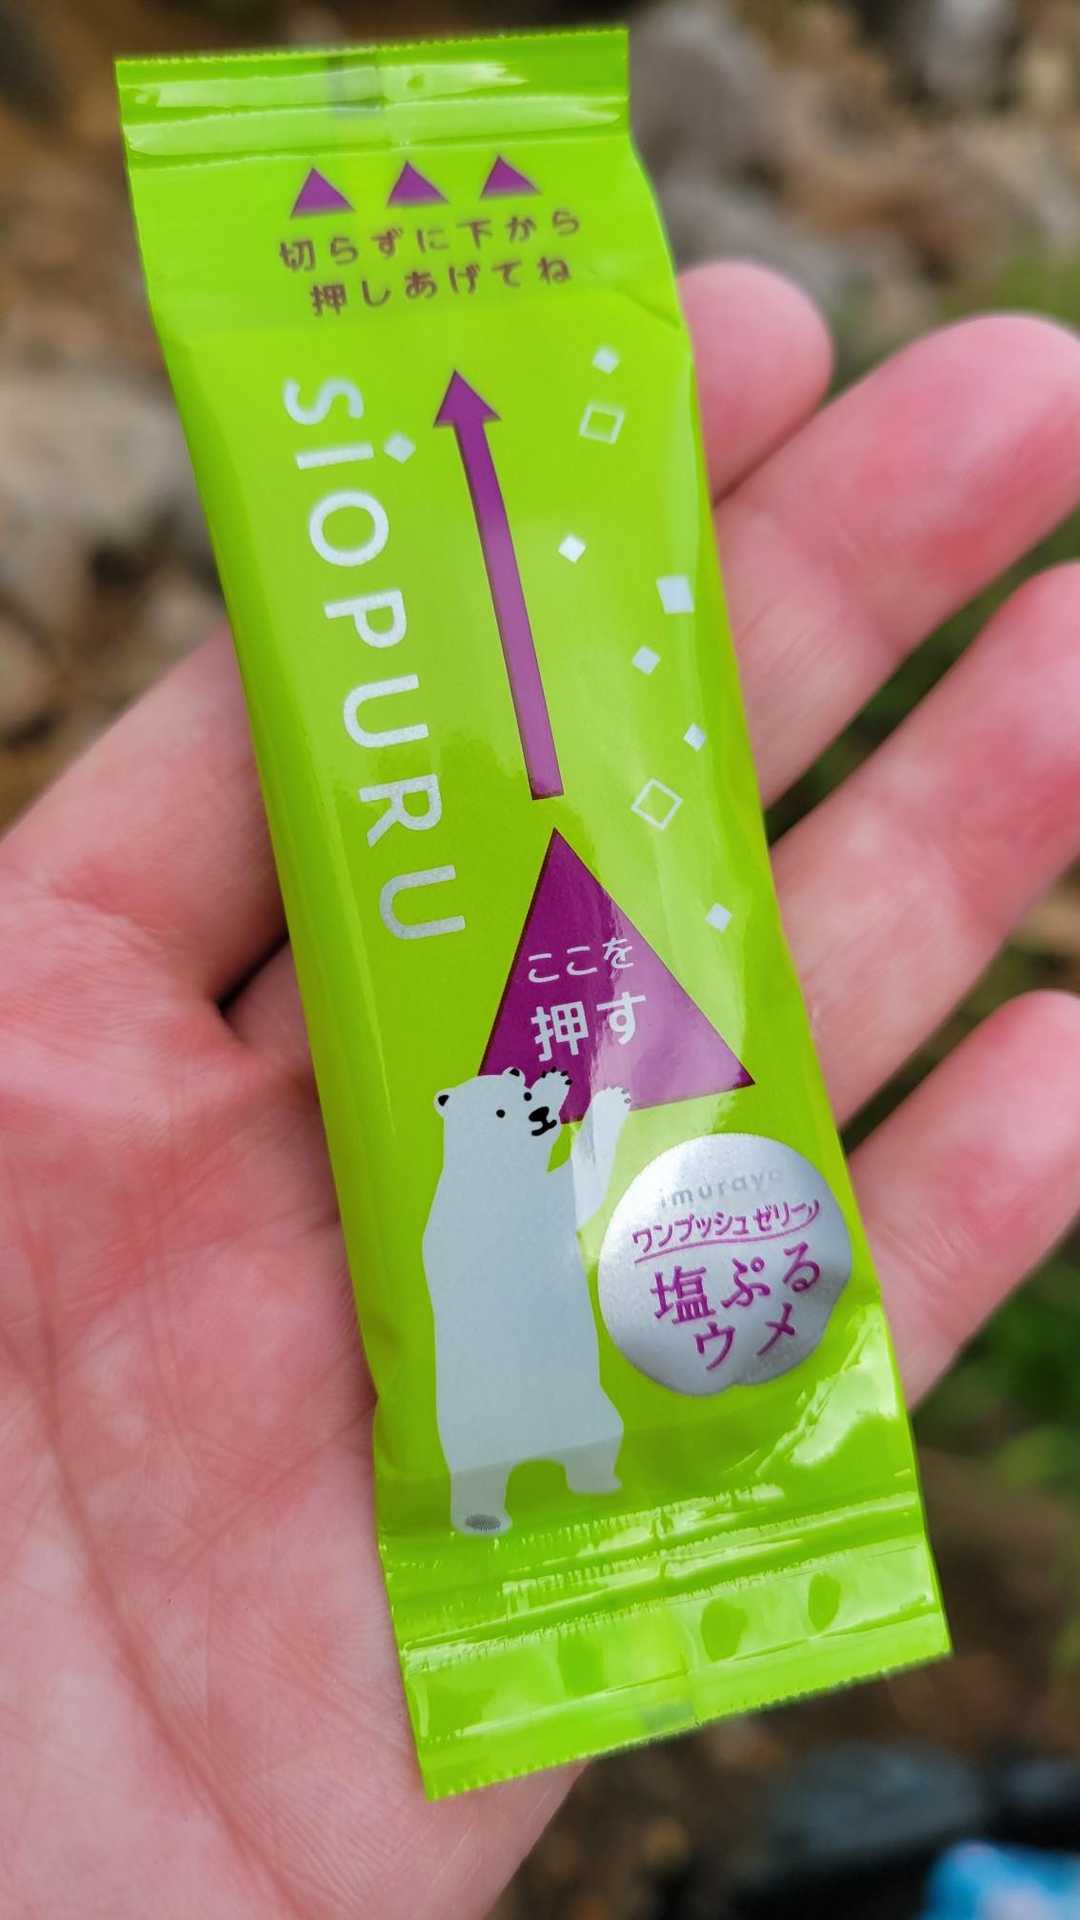 切らずに下から
押しあげてね
siOPURU
ここを
押す
imuraya
ワンプッシュゼリー
塩ぷる
ウメ